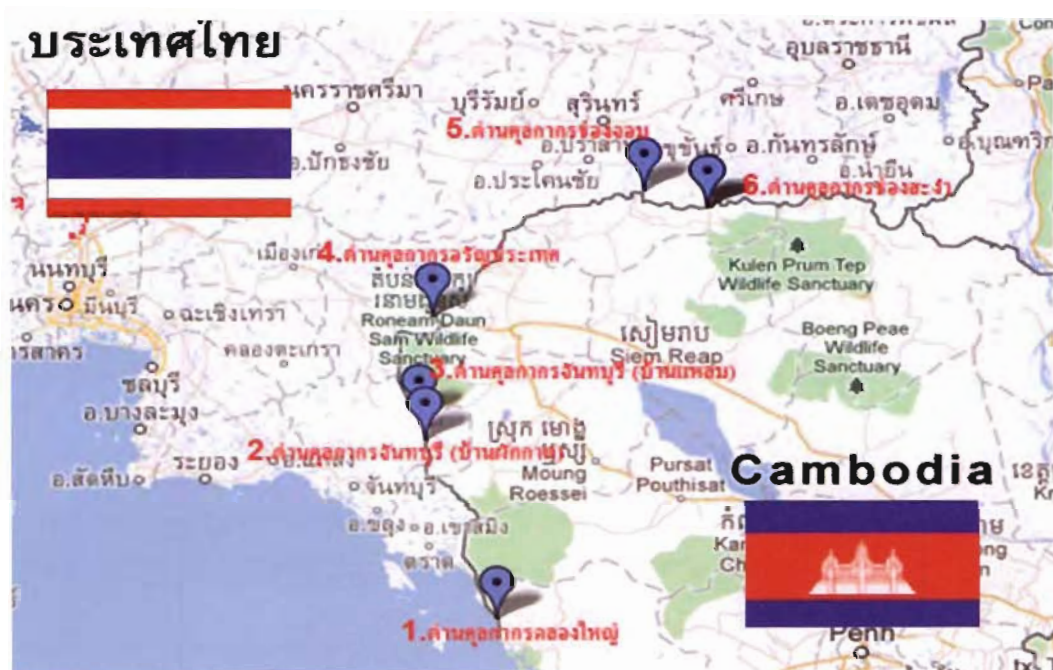 ประเทศไทย
อุบลราชธานี
นครราชศรีมา
บุรีรัมย์
สุรินทร์
ศรีเกษ
อ.เดชอุดม
5.ด่านศุลกากรช่องจอม
อ.ปักธงชัย
อ.กันทรลักษ์
อ.ประโคนชัย
อ.น้ำยืน
6.ด่านศุลกากรช่องสะงำ
4.ด่านศุลกากรอรัญประเทศ
นนทบุรี
มีนบุรี
Kulen Prum Tep
Wildlife Sanctuary
ฉะเชิงเทรา
Roneam Daun
Sam Wildlife
Sanctuary
คลองตะเกรา
เสียมราบ
Siem Reap
Boeng Peae
Wildlife
Sanctuary
3.ด่านศุลกากรจันทบุรี (บ้านแหลม)
ชลบุรี
อ.บางละมุง
2.ด่านศุลกากรจันทบุรี (บ้านผักกาด)
ระยอง
อ.สัตหีบ
จันทบุรี
Moung
Roessei
Pursat
Pouthisat
Cambodia
อ.ขลุง
อ.เขาสมิง
ตราด
1.ด่านศุลกากรคลองใหญ่
Penh